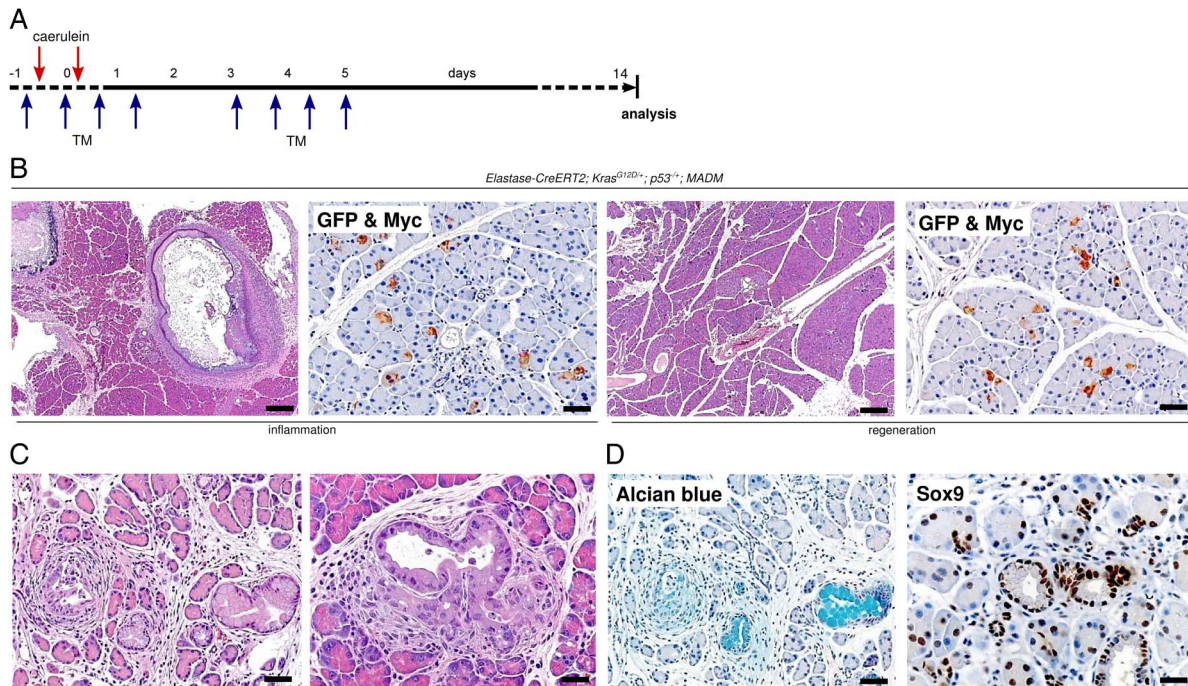 A
caerulein
-1 0 1 2 3 4 5 days 14
TM TM analysis
B
Elastase-CreERT2; Kras^G12D/+; p53^-/+; MADM
GFP & Myc GFP & Myc
inflammation regeneration
C D
Alcian blue Sox9